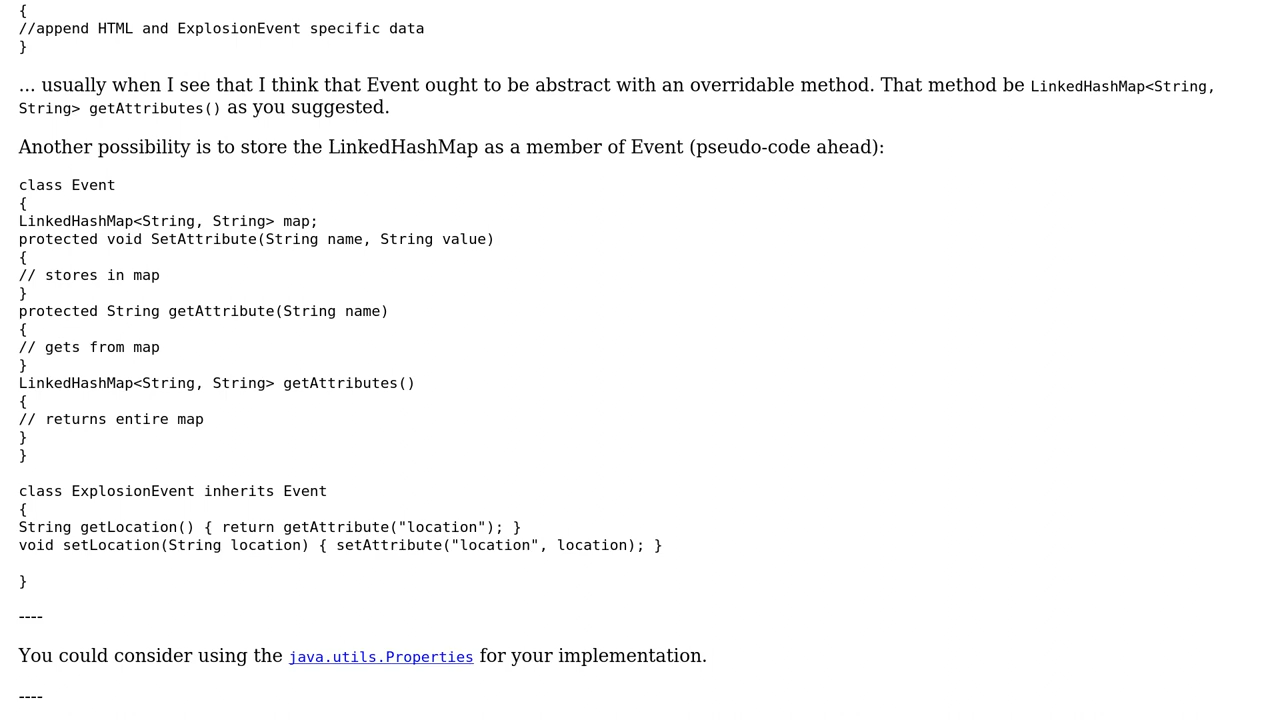 {
//append HTML and ExplosionEvent specific data
}
... usually when I see that I think that Event ought to be abstract with an overridable method. That method be LinkedHashMap<String,
String> getAttributes() as you suggested.
Another possibility is to store the LinkedHashMap as a member of Event (pseudo-code ahead):
class Event
{
LinkedHashMap<String, String> map;
protected void SetAttribute(String name, String value)
{
// stores in map
}
protected String getAttribute(String name)
{
// gets from map
}
LinkedHashMap<String, String> getAttributes()
{
// returns entire map
}
}
class ExplosionEvent inherits Event
{
String getLocation() { return getAttribute("location"); }
void setLocation(String location) { setAttribute("location", location); }
}
----
You could consider using the java.utils.Properties for your implementation.
----